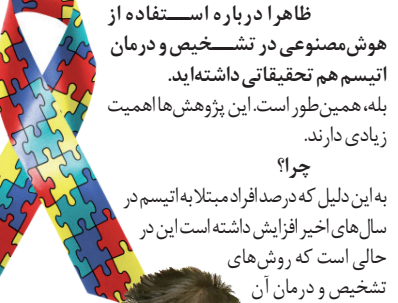 ظاهرا درباره استفاده از
هوش‌مصنوعی در تشخیص و درمان
اتیسم هم تحقیقاتی داشته‌اید.
بله، همین‌طور است. این پژوهش‌ها اهمیت
زیادی دارند.
چرا؟
به این دلیل که درصد افراد مبتلا به اتیسم در
سال‌های اخیر افزایش داشته است این در
حالی است که روش‌های
تشخیص و درمان آن